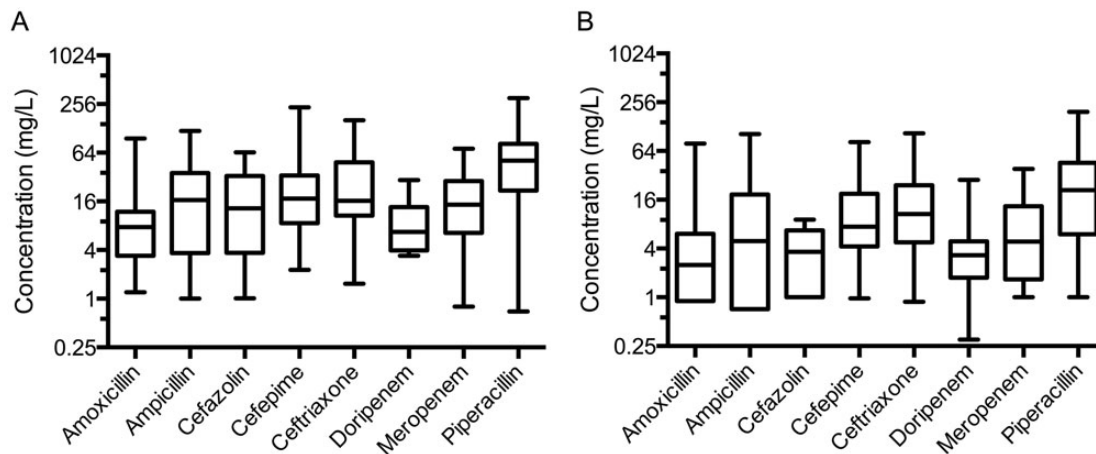 A
Concentration (mg/L)
1024
256
64
16
4
1
0.25
Amoxicillin
Ampicillin
Cefazolin
Cefepime
Ceftriaxone
Doripenem
Meropenem
Piperacillin
B
Concentration (mg/L)
1024
256
64
16
4
1
0.25
Amoxicillin
Ampicillin
Cefazolin
Cefepime
Ceftriaxone
Doripenem
Meropenem
Piperacillin